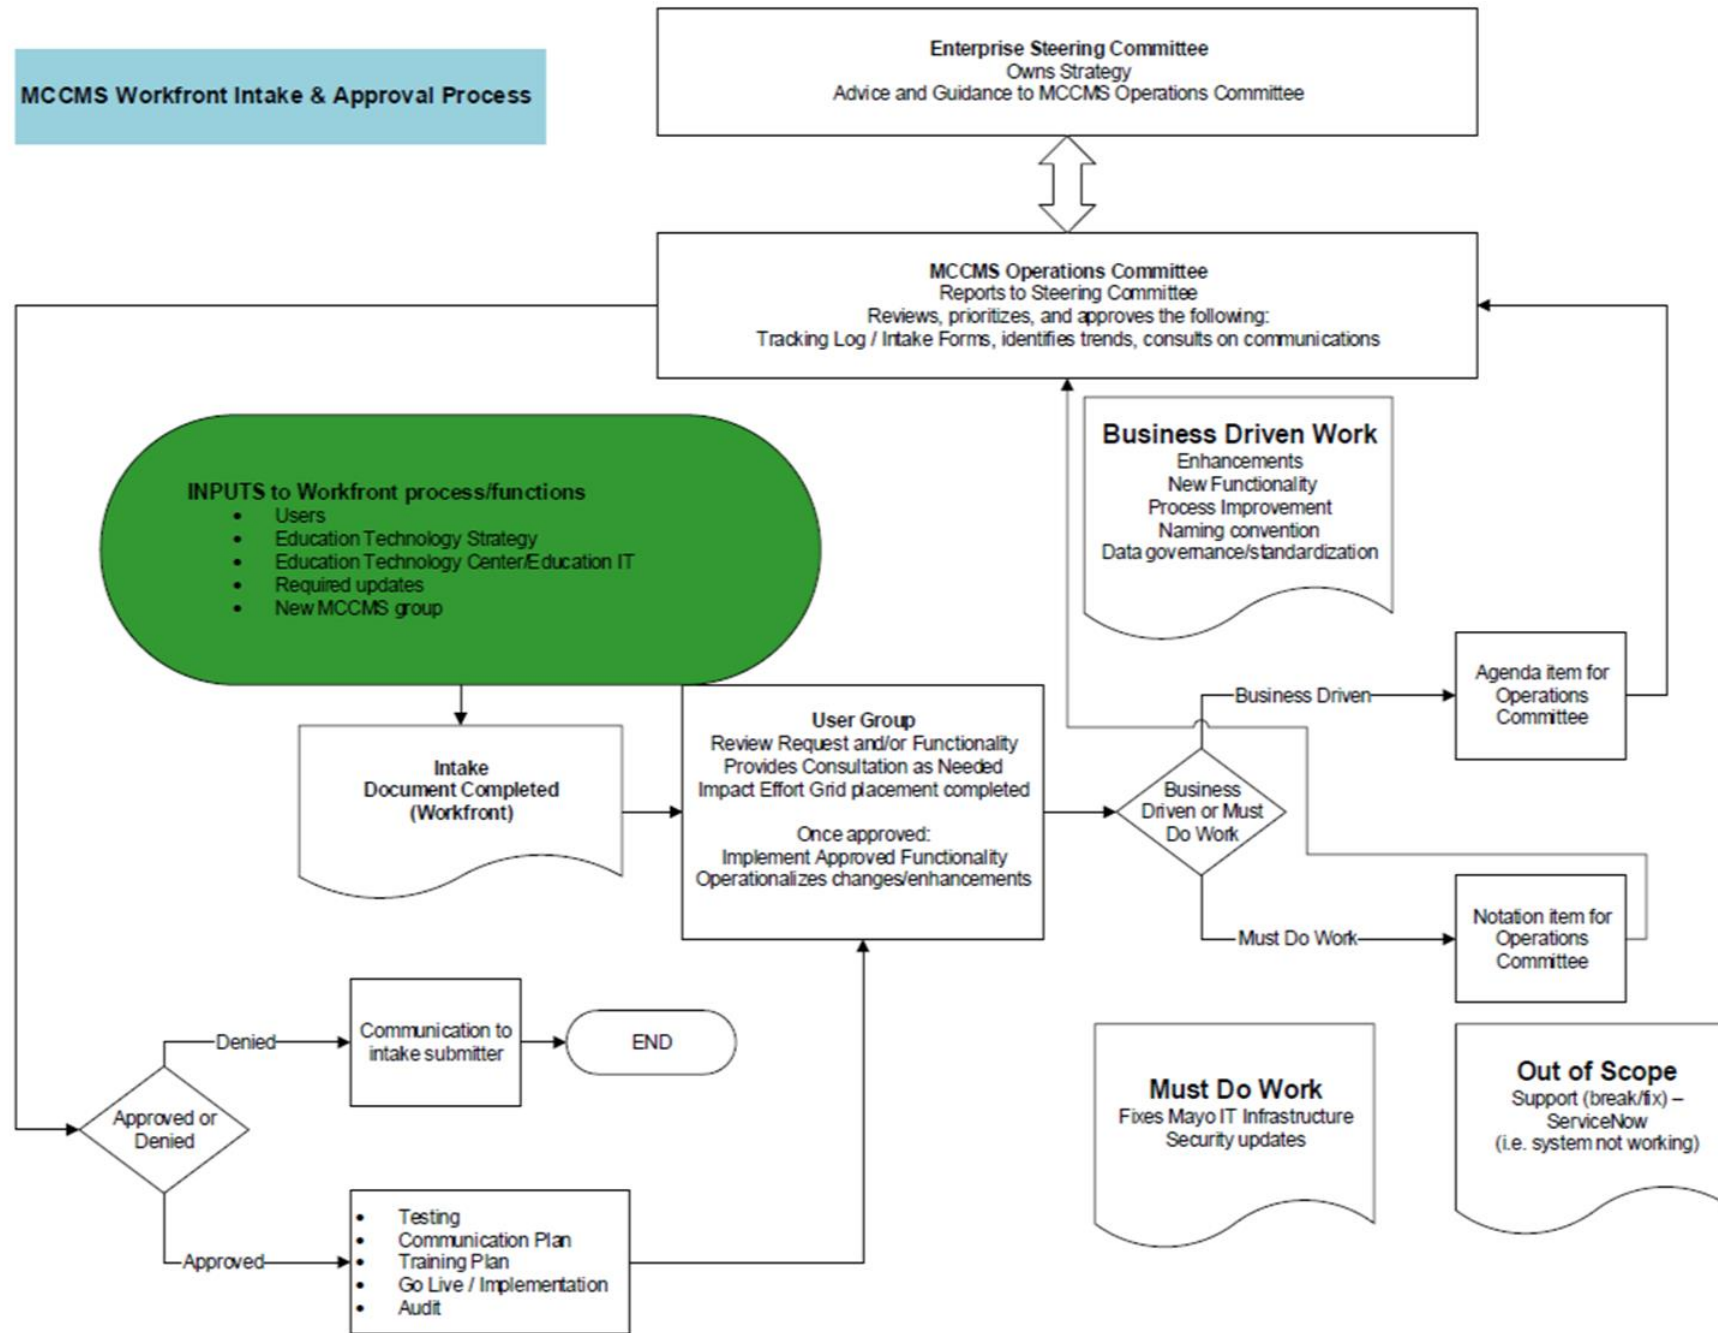 MCCMS Workfront Intake & Approval Process
Enterprise Steering Committee
Owns Strategy
Advice and Guidance to MCCMS Operations Committee
MCCMS Operations Committee
Reports to Steering Committee
Reviews, prioritizes, and approves the following:
Tracking Log / Intake Forms, identifies trends, consults on communications
INPUTS to Workfront process/functions
• Users
• Education Technology Strategy
• Education Technology Center/Education IT
• Required updates
• New MCCMS group
Business Driven Work
Enhancements
New Functionality
Process Improvement
Naming convention
Data governance/standardization
Intake
Document Completed
(Workfront)
User Group
Review Request and/or Functionality
Provides Consultation as Needed
Impact Effort Grid placement completed
Once approved:
Implement Approved Functionality
Operationalizes changes/enhancements
Business
Driven or Must
Do Work
Business Driven
Agenda item for
Operations
Committee
Must Do Work
Notation item for
Operations
Committee
Approved or
Denied
Denied
Communication to
intake submitter
END
Approved
• Testing
• Communication Plan
• Training Plan
• Go Live / Implementation
• Audit
Must Do Work
Fixes Mayo IT Infrastructure
Security updates
Out of Scope
Support (break/fix) –
ServiceNow
(i.e. system not working)